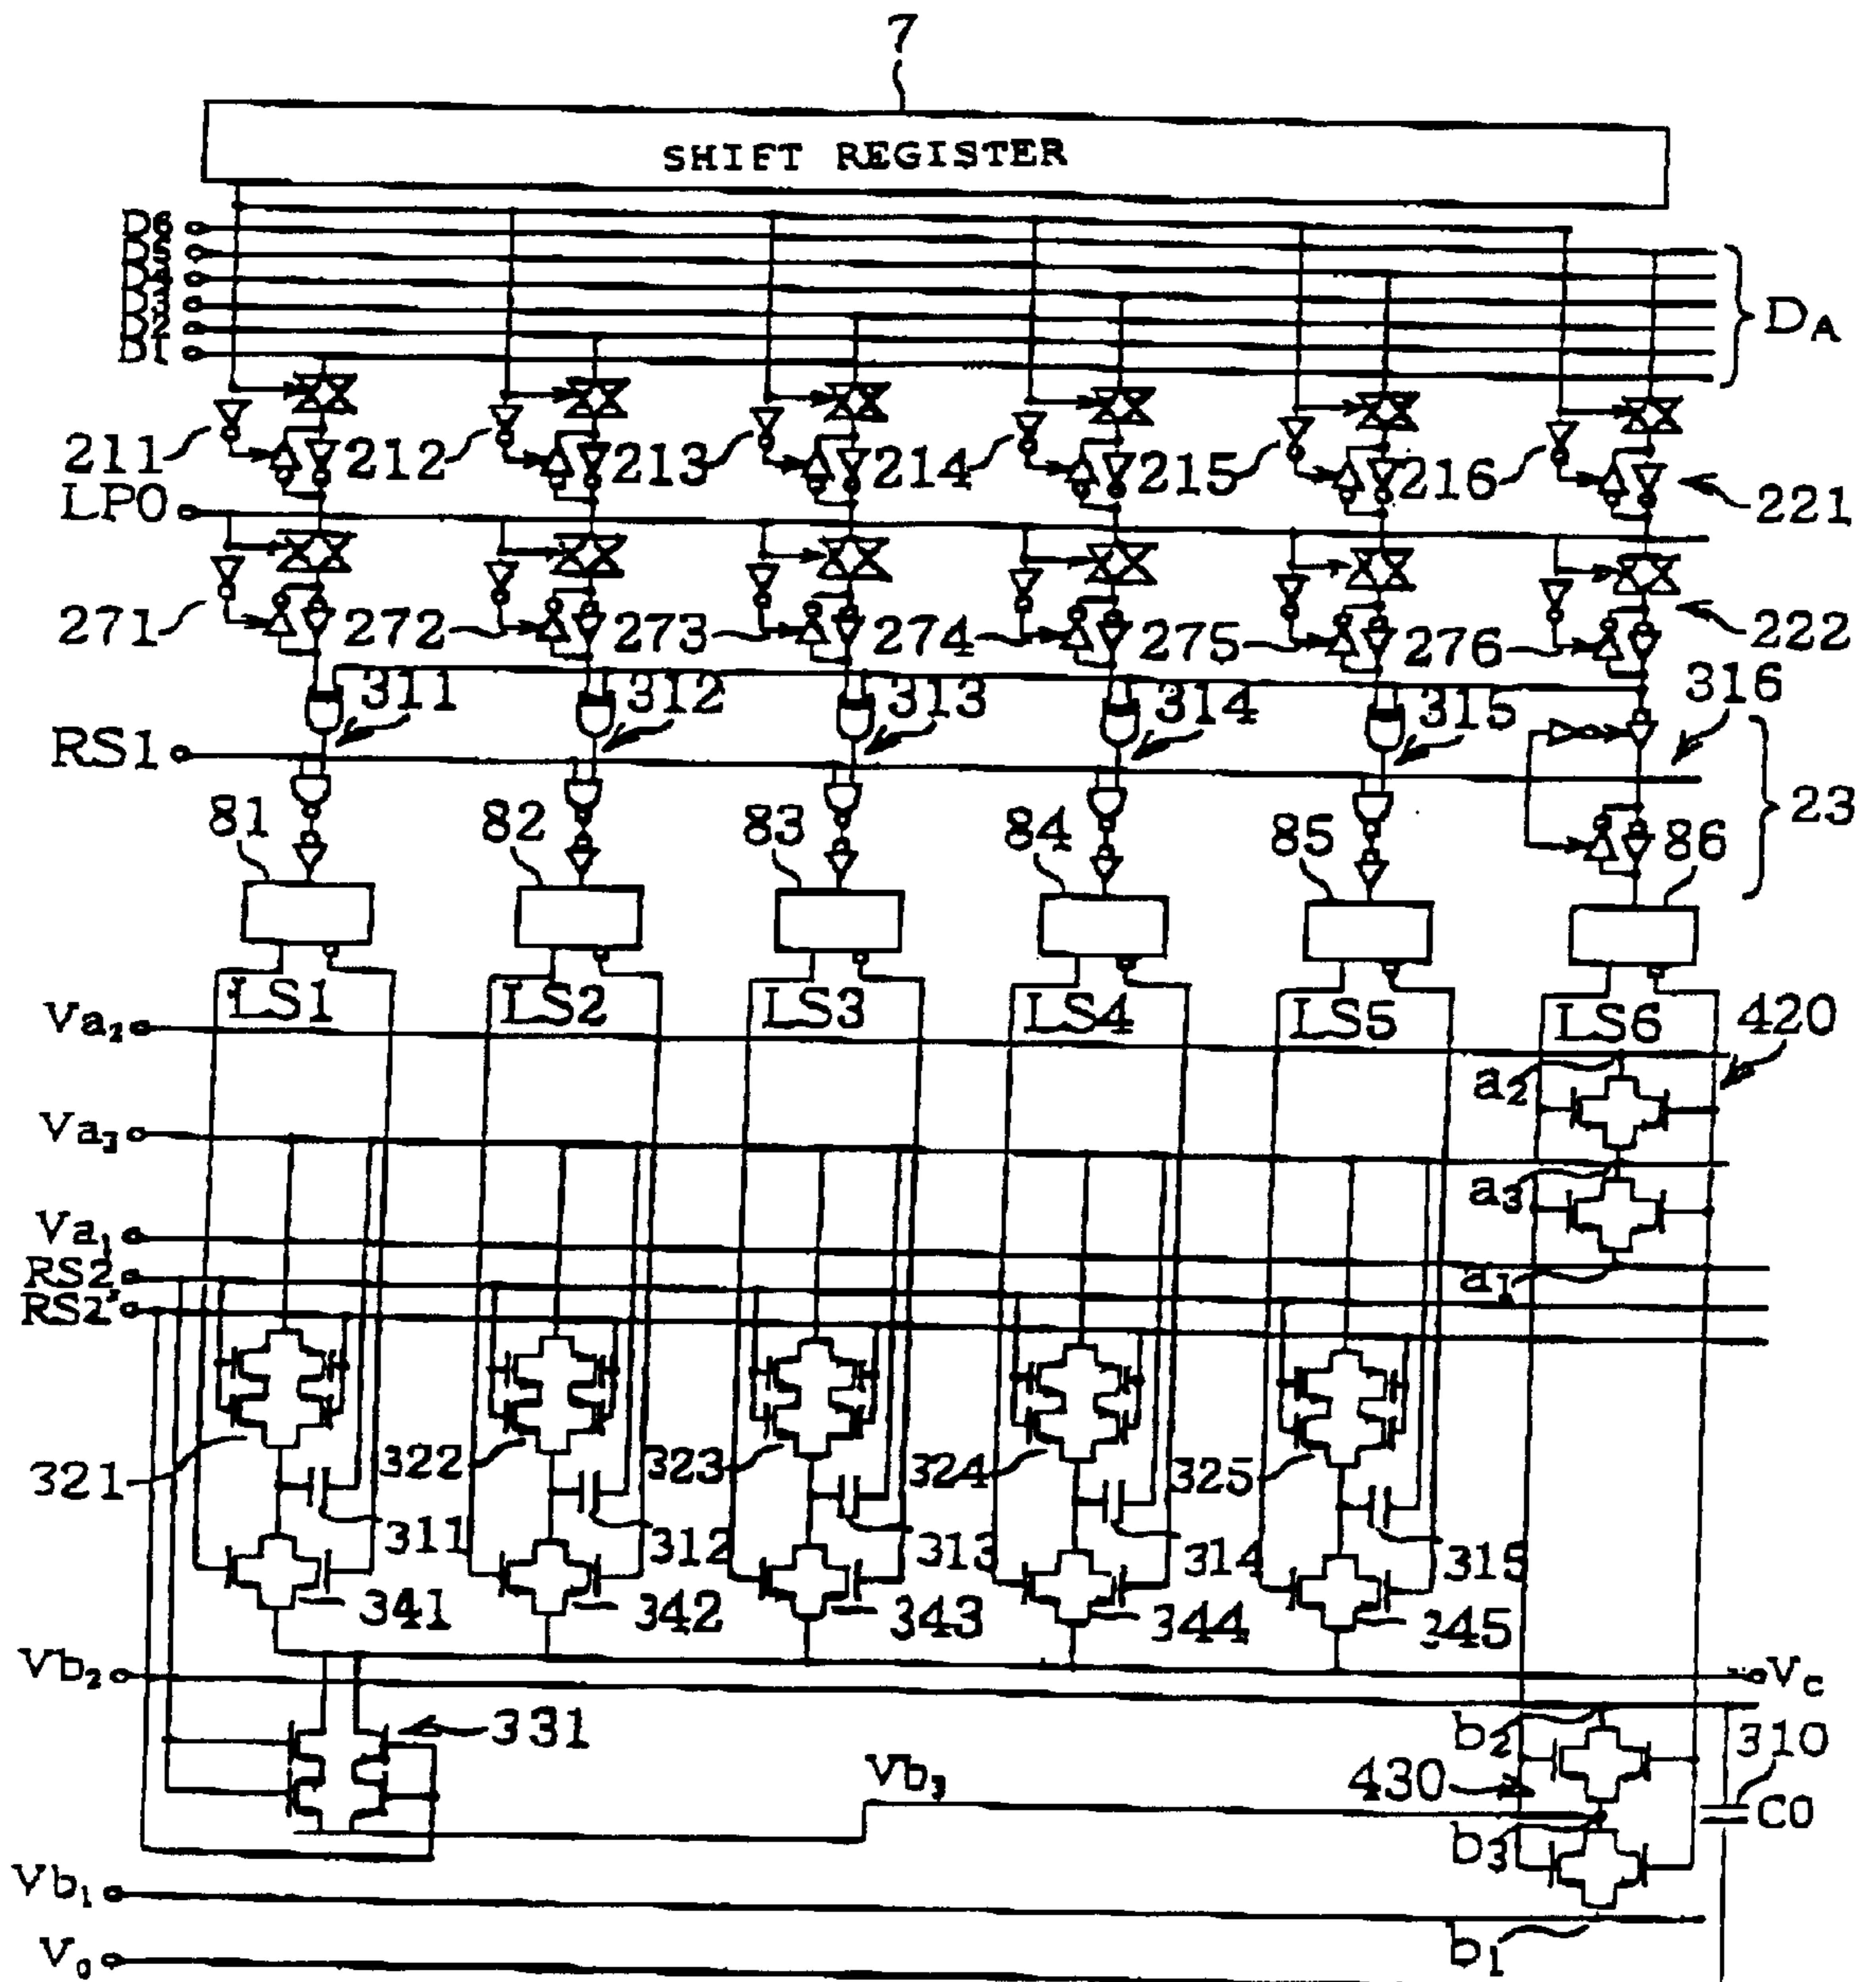 7
SHIFT REGISTER
D6
D5
D4
D3
D2
D1
DA
211 212 213 214 215 216
LP0
221
271 272 273 274 275 276
222
311 312 313 314 315 316
RS1
23
81 82 83 84 85 86
LS1 LS2 LS3 LS4 LS5 LS6
420
Va2
a2
Va3
a3
Va1
RS2
a1
RS2'
321 322 323 324 325
311 312 313 314 315
341 342 343 344 345
Vb2
Vc
331
b2
310
Vb3
430
C0
b3
Vb1
b1
V0